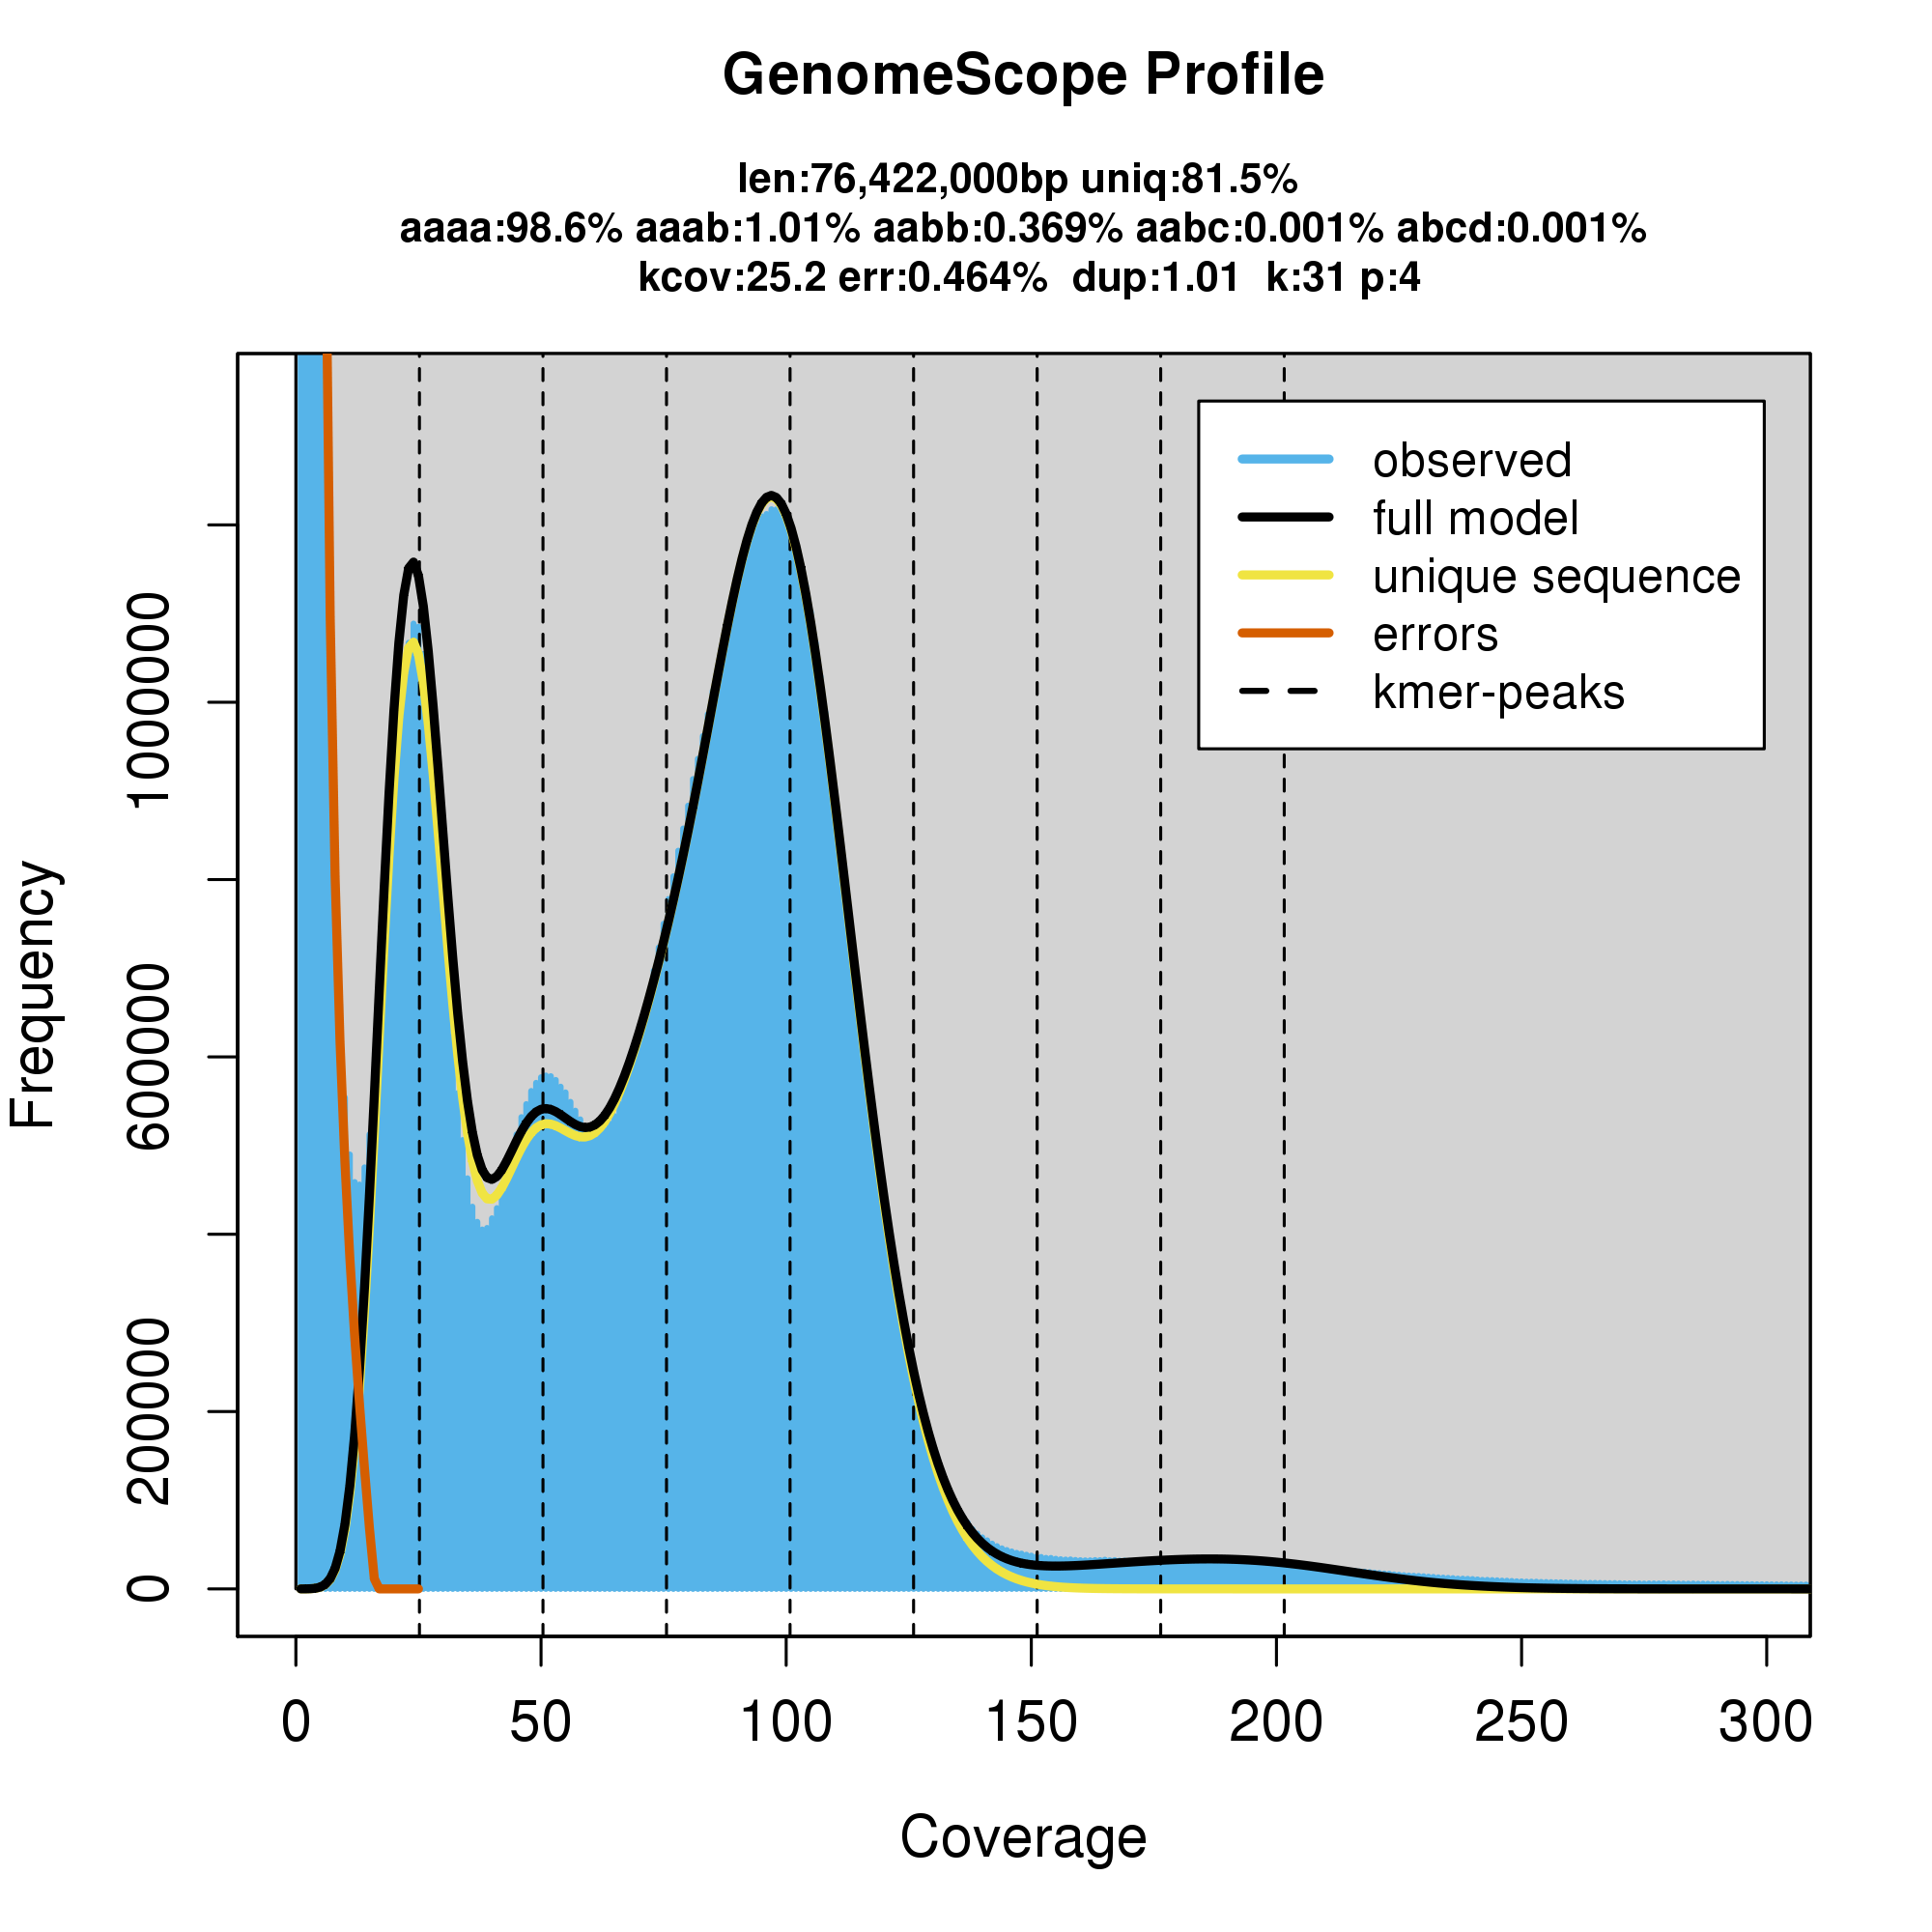 GenomeScope Profile
len:76,422,000bp uniq:81.5%
aaaa:98.6% aaab:1.01% aabb:0.369% aabc:0.001% abcd:0.001%
kcov:25.2 err:0.464%  dup:1.01  k:31 p:4
observed
full model
unique sequence
errors
kmer-peaks
Frequency
1000000
600000
200000
0
0 50 100 150 200 250 300
Coverage